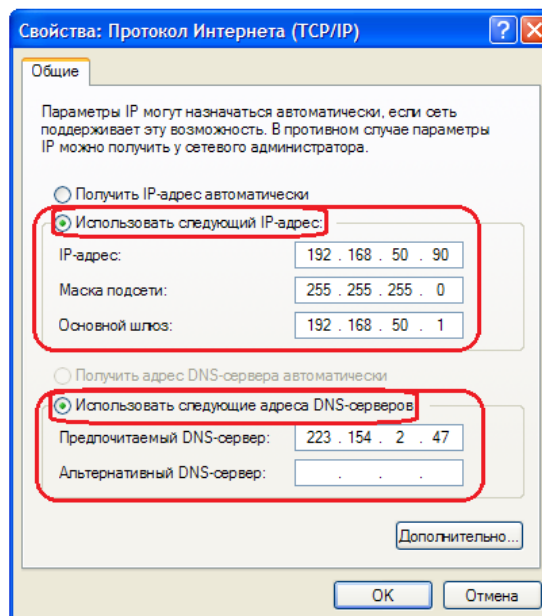 Свойства: Протокол Интернета (TCP/IP)
Общие
Параметры IP могут назначаться автоматически, если сеть
поддерживает эту возможность. В противном случае параметры
IP можно получить у сетевого администратора.
Получить IP-адрес автоматически
Использовать следующий IP-адрес:
IP-адрес: 192 . 168 . 50 . 90
Маска подсети: 255 . 255 . 255 . 0
Основной шлюз: 192 . 168 . 50 . 1
Получить адрес DNS-сервера автоматически
Использовать следующие адреса DNS-серверов
Предпочитаемый DNS-сервер: 223 . 154 . 2 . 47
Альтернативный DNS-сервер: . . .
Дополнительно...
OK Отмена